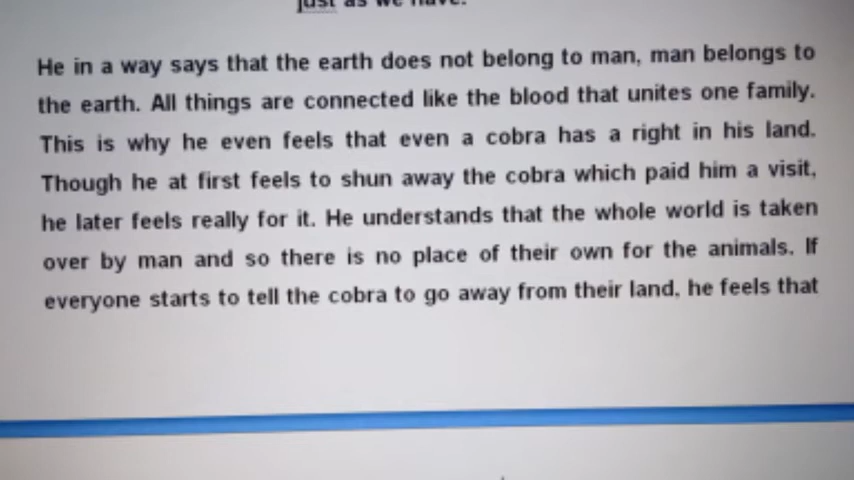 just as we have.
He in a way says that the earth does not belong to man, man belongs to
the earth. All things are connected like the blood that unites one family.
This is why he even feels that even a cobra has a right in his land.
Though he at first feels to shun away the cobra which paid him a visit,
he later feels really for it. He understands that the whole world is taken
over by man and so there is no place of their own for the animals. If
everyone starts to tell the cobra to go away from their land, he feels that